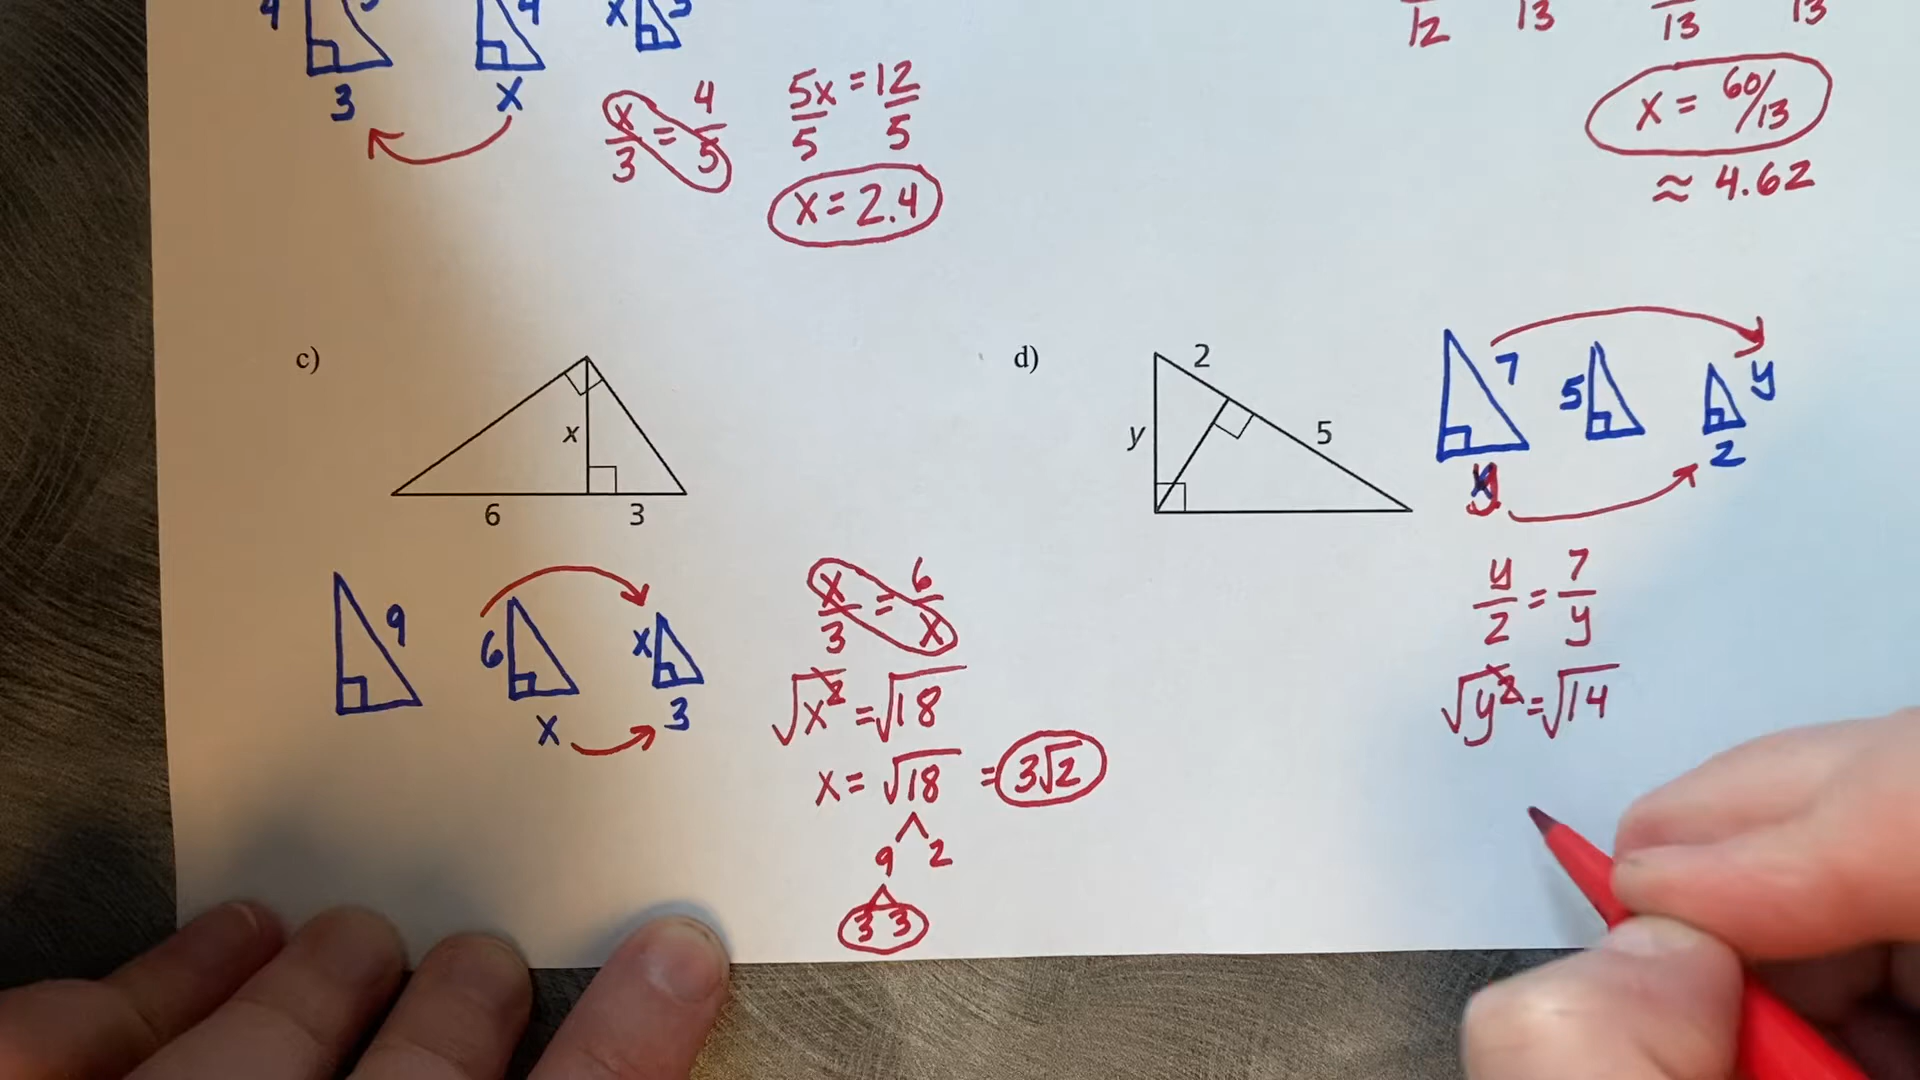 4 5 4 x 5
3 x
x/3 = 4/5
5x/5 = 12/5
x = 2.4
12 13 13 13
x = 60/13
≈ 4.62
c)
x
6 3
9 6 x
x 3
x/3 = 6/x
√x² = √18
x = √18 = 3√2
9 2
3 3
d)
2
y 5
7 5 y
y 2
y/2 = 7/y
√y² = √14